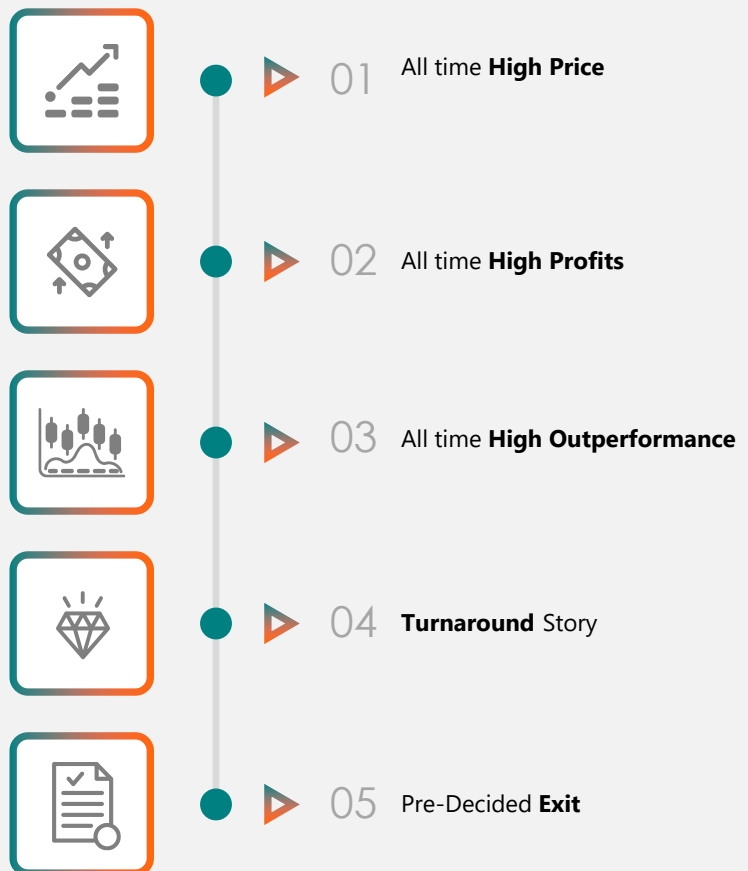 01 All time High Price
02 All time High Profits
03 All time High Outperformance
04 Turnaround Story
05 Pre-Decided Exit